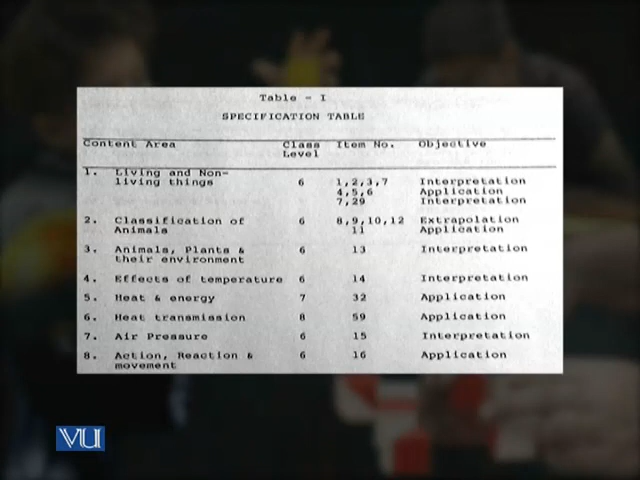 Table - I
SPECIFICATION TABLE
Content Area Class Level Item No. Objective
1. Living and Non-living things 6 1,2,3,7 Interpretation
4,5,6 Application
7,29 Interpretation
2. Classification of Animals 6 8,9,10,12 Extrapolation
11 Application
3. Animals, Plants & their environment 6 13 Interpretation
4. Effects of temperature 6 14 Interpretation
5. Heat & energy 7 32 Application
6. Heat transmission 8 59 Application
7. Air Pressure 6 15 Interpretation
8. Action, Reaction & movement 6 16 Application
VU